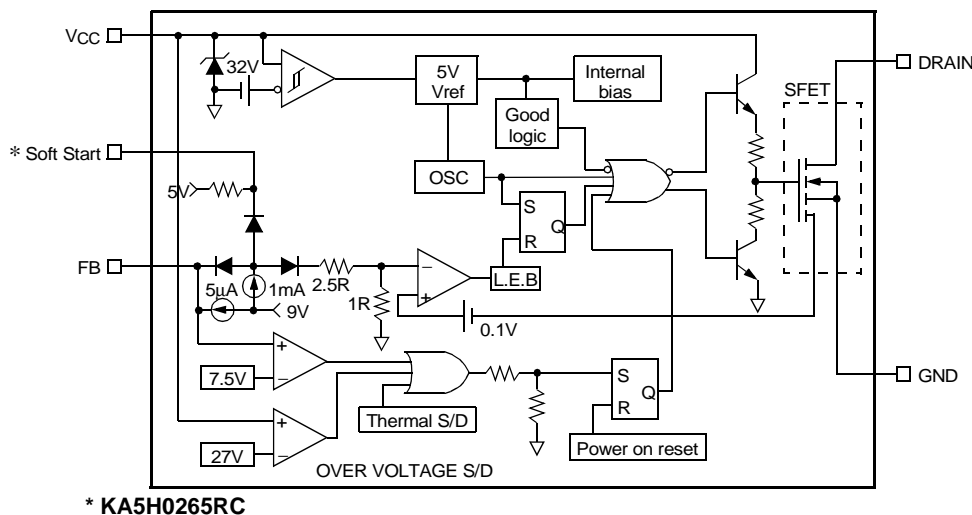 VCC
32V
5V
Vref
Internal
bias
DRAIN
SFET
Good
logic
* Soft Start
5V
OSC
S
R
Q
FB
5μA
1mA
9V
2.5R
1R
−
+
L.E.B
0.1V
+
−
7.5V
Thermal S/D
S
R
Q
GND
+
−
27V
Power on reset
OVER VOLTAGE S/D
* KA5H0265RC